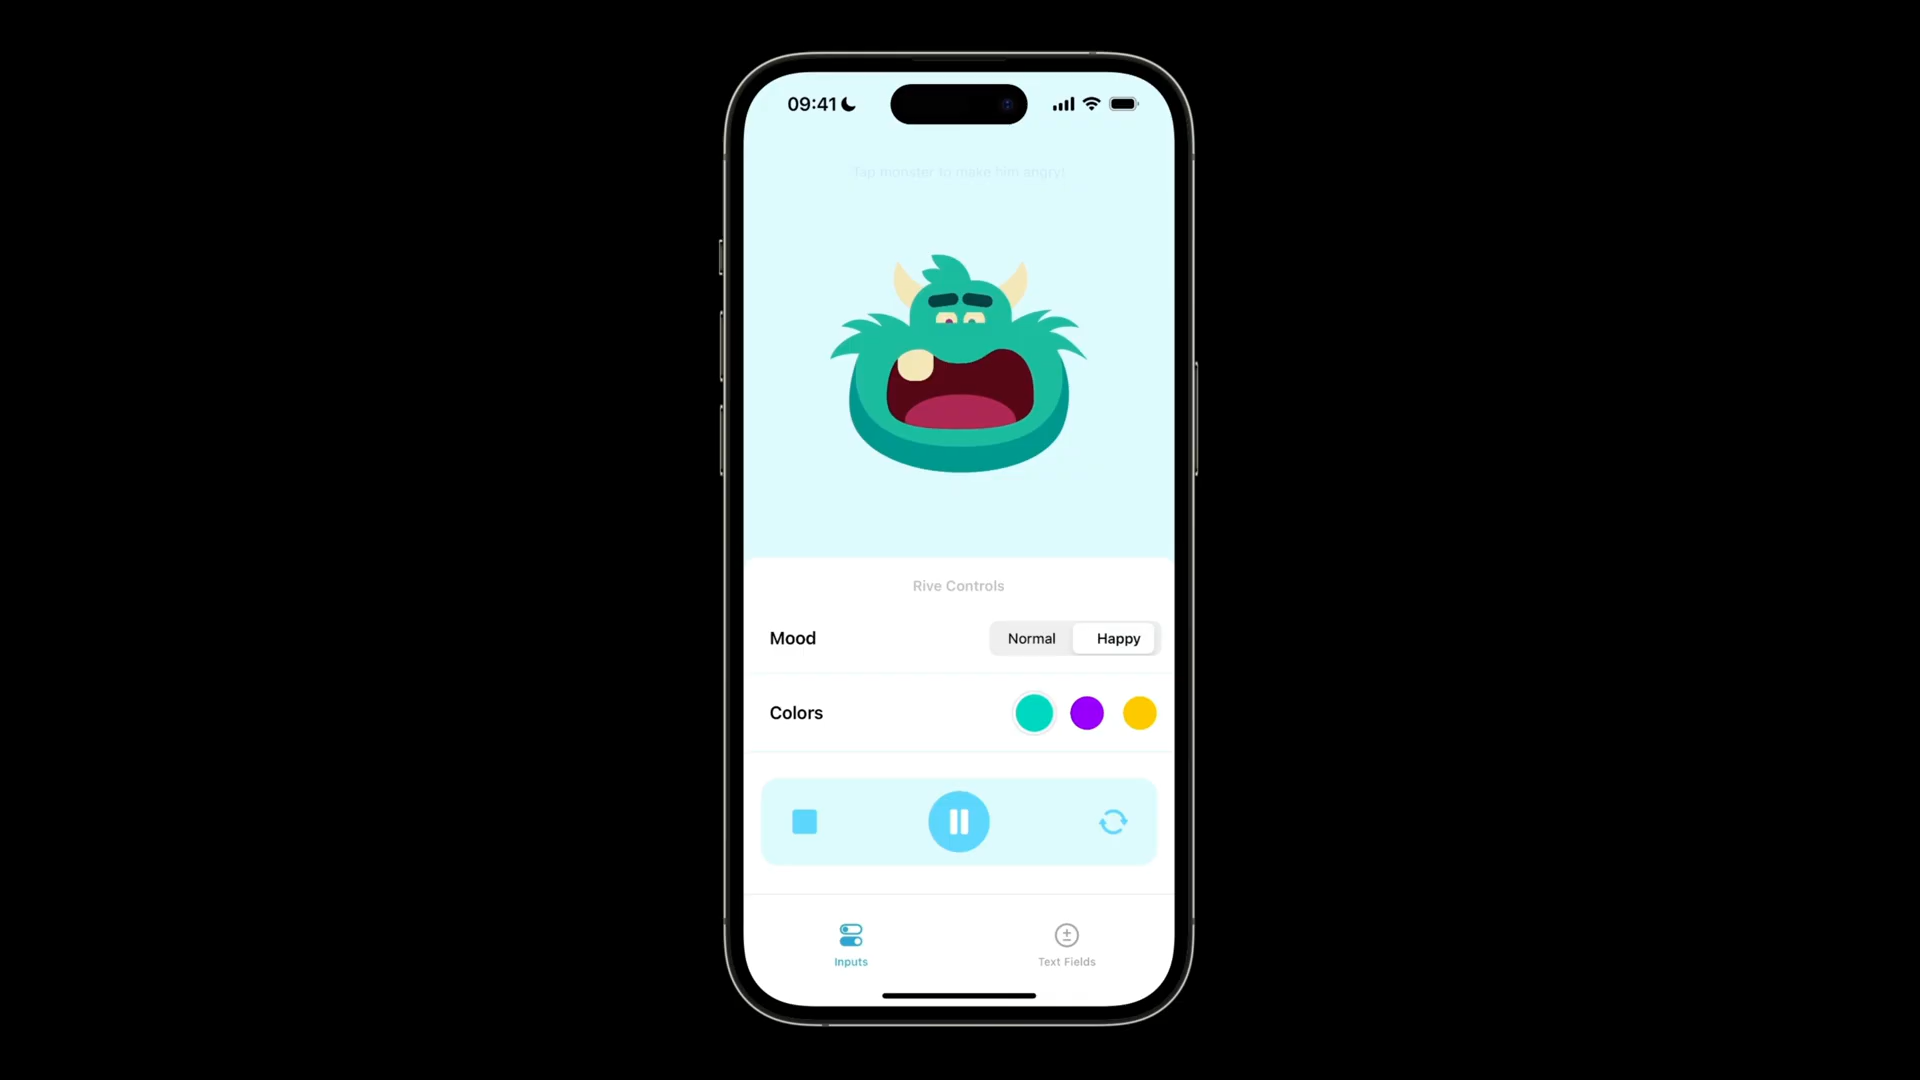 09:41
Tap monster to make him angry!
Rive Controls
Mood Normal Happy
Colors
Inputs Text Fields